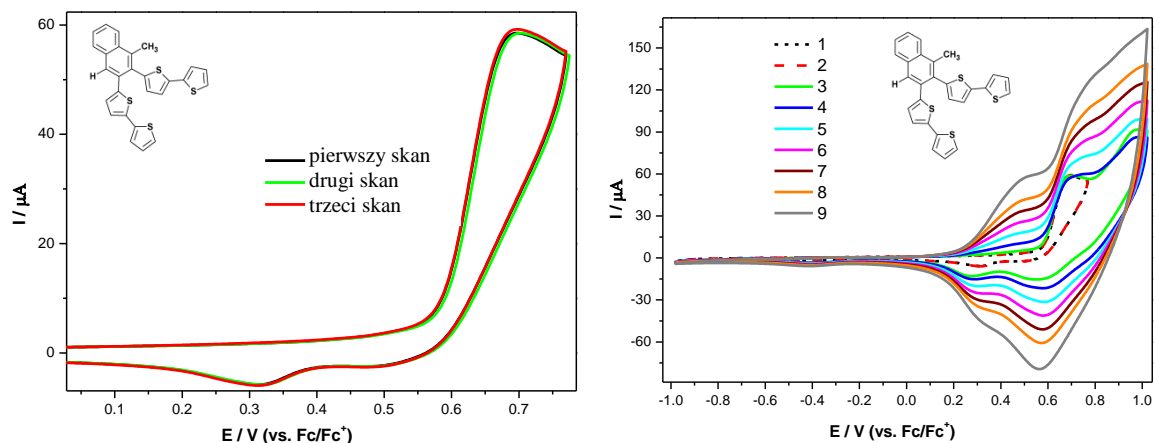 60
40
20
0
I / µA
0.1 0.2 0.3 0.4 0.5 0.6 0.7
E / V (vs. Fc/Fc+)
S
CH3
H
S
S
S
pierwszy skan
drugi skan
trzeci skan
150
120
90
60
30
0
-30
-60
I / µA
-1.0 -0.8 -0.6 -0.4 -0.2 0.0 0.2 0.4 0.6 0.8 1.0
E / V (vs. Fc/Fc+)
1
2
3
4
5
6
7
8
9
CH3
S
H
S
S
S